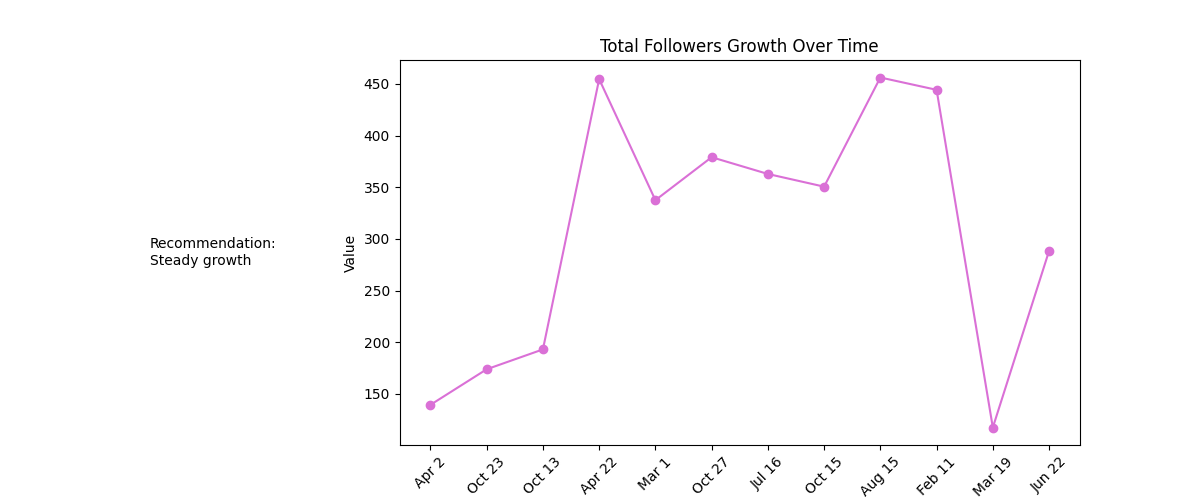 Total Followers Growth Over Time
Recommendation:
Steady growth
Value
450
400
350
300
250
200
150
Apr 2
Oct 23
Oct 13
Apr 22
Mar 1
Oct 27
Jul 16
Oct 15
Aug 15
Feb 11
Mar 19
Jun 22